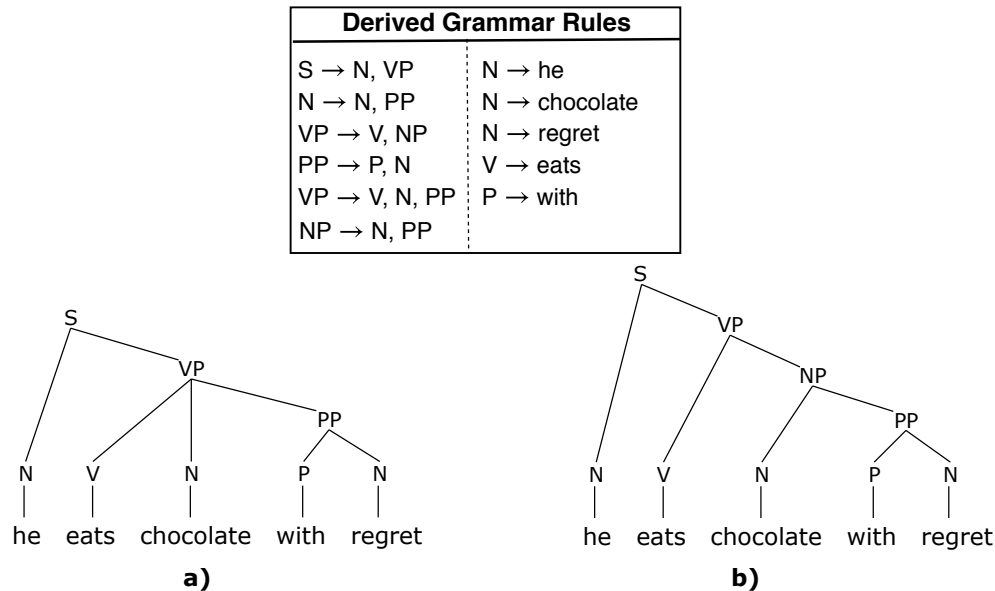 Derived Grammar Rules
S → N, VP
N → N, PP
VP → V, NP
PP → P, N
VP → V, N, PP
NP → N, PP
N → he
N → chocolate
N → regret
V → eats
P → with
S
VP
PP
N V N P N
he eats chocolate with regret
a)
S
VP
NP
PP
N V N P N
he eats chocolate with regret
b)